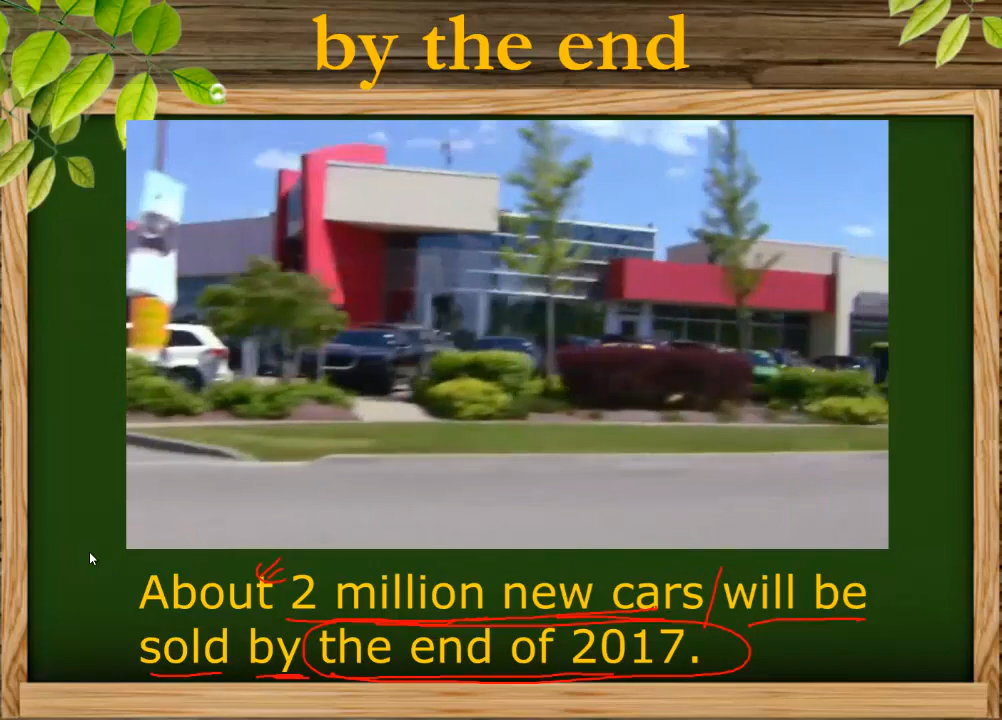 by the end
About 2 million new cars will be
sold by the end of 2017.